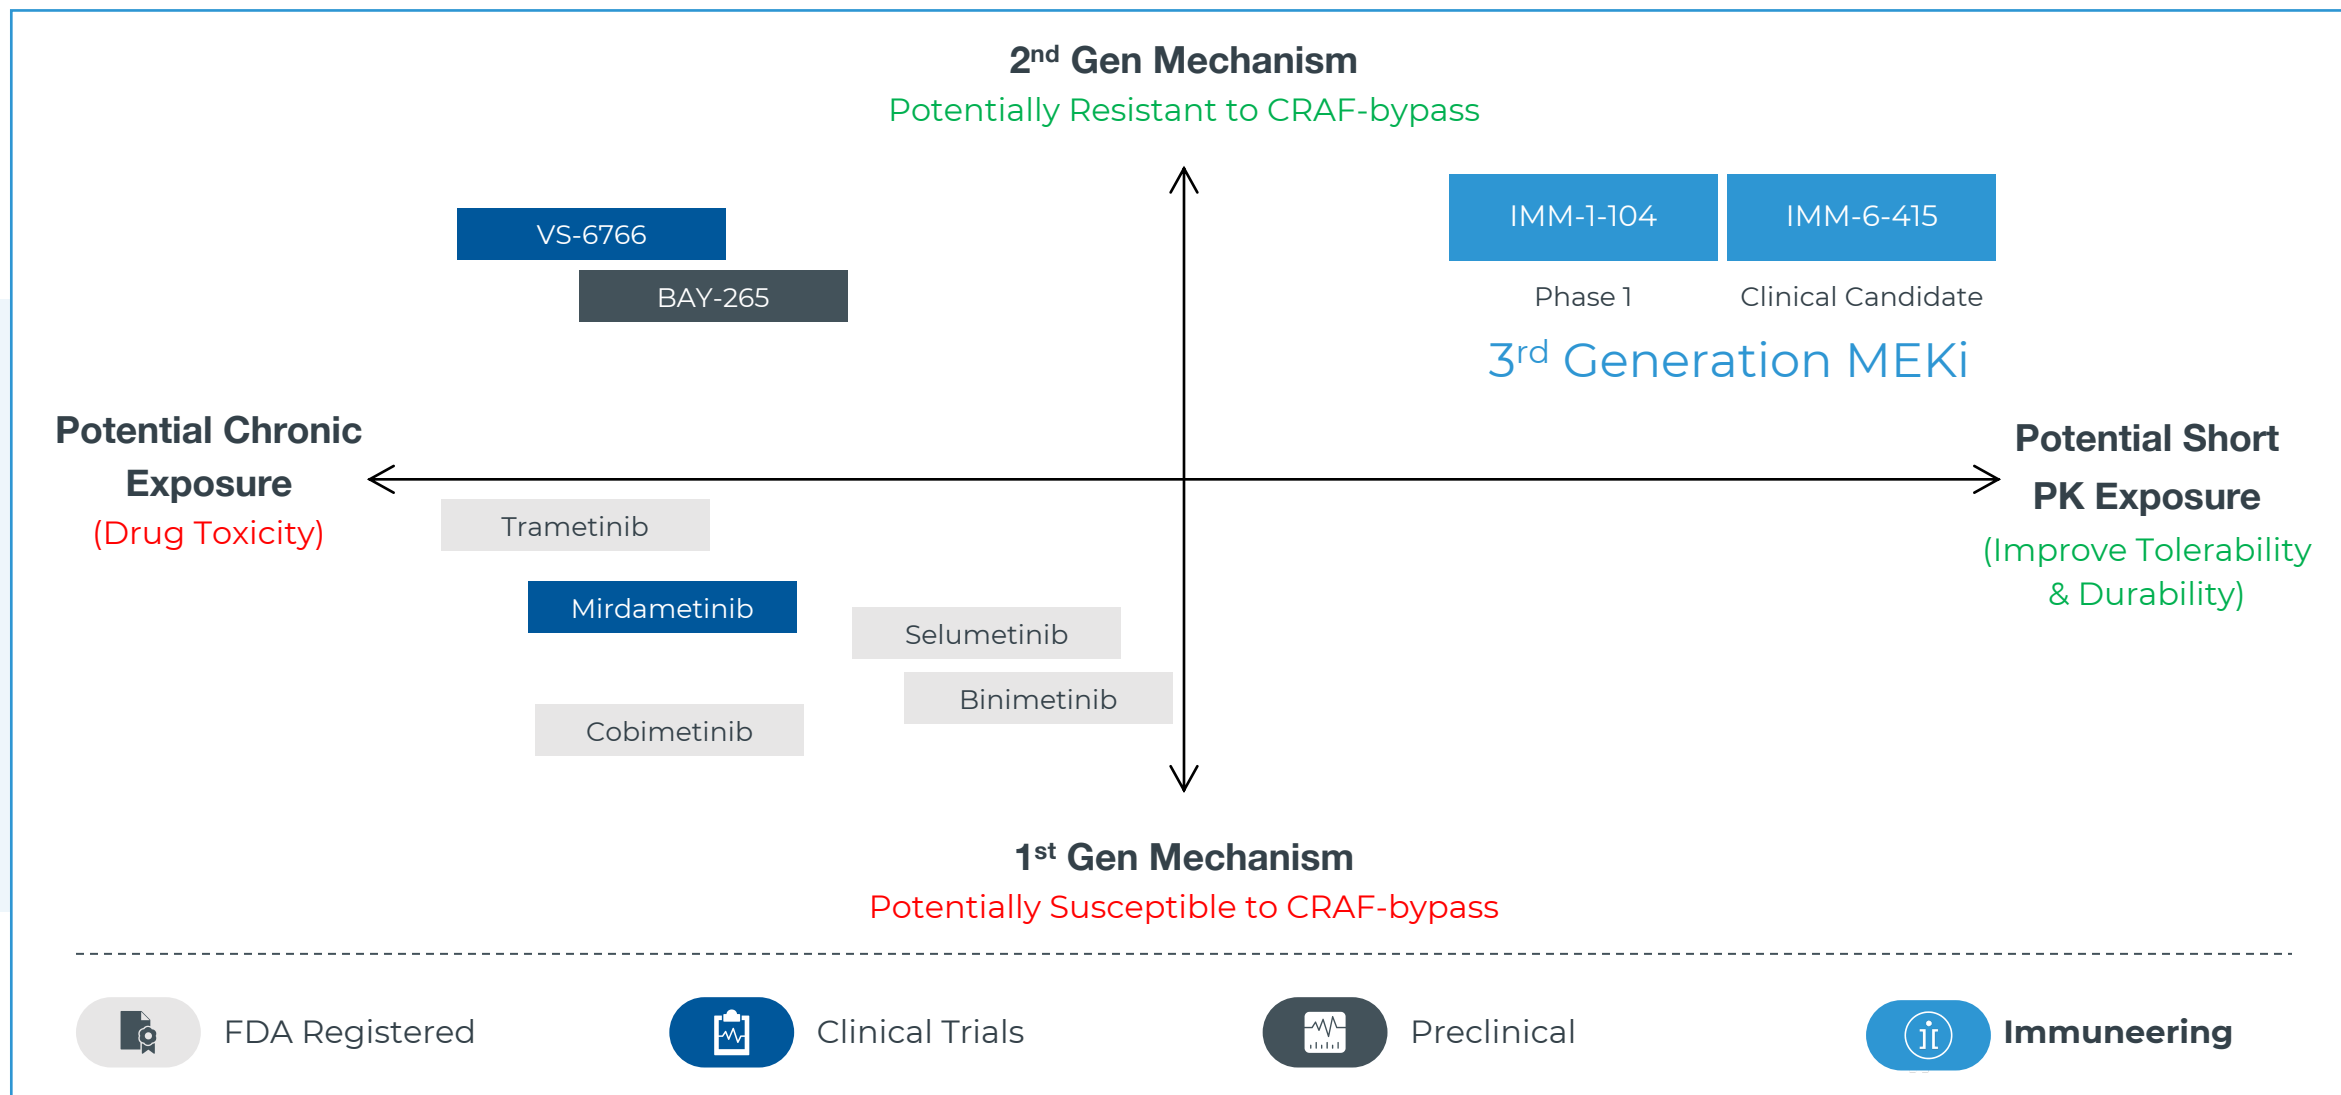 2nd Gen Mechanism
Potentially Resistant to CRAF-bypass
VS-6766
BAY-265
IMM-1-104
IMM-6-415
Phase 1
Clinical Candidate
3rd Generation MEKi
Potential Chronic
Exposure
(Drug Toxicity)
Potential Short
PK Exposure
(Improve Tolerability
& Durability)
Trametinib
Mirdametinib
Selumetinib
Binimetinib
Cobimetinib
1st Gen Mechanism
Potentially Susceptible to CRAF-bypass
FDA Registered
Clinical Trials
Preclinical
Immuneering